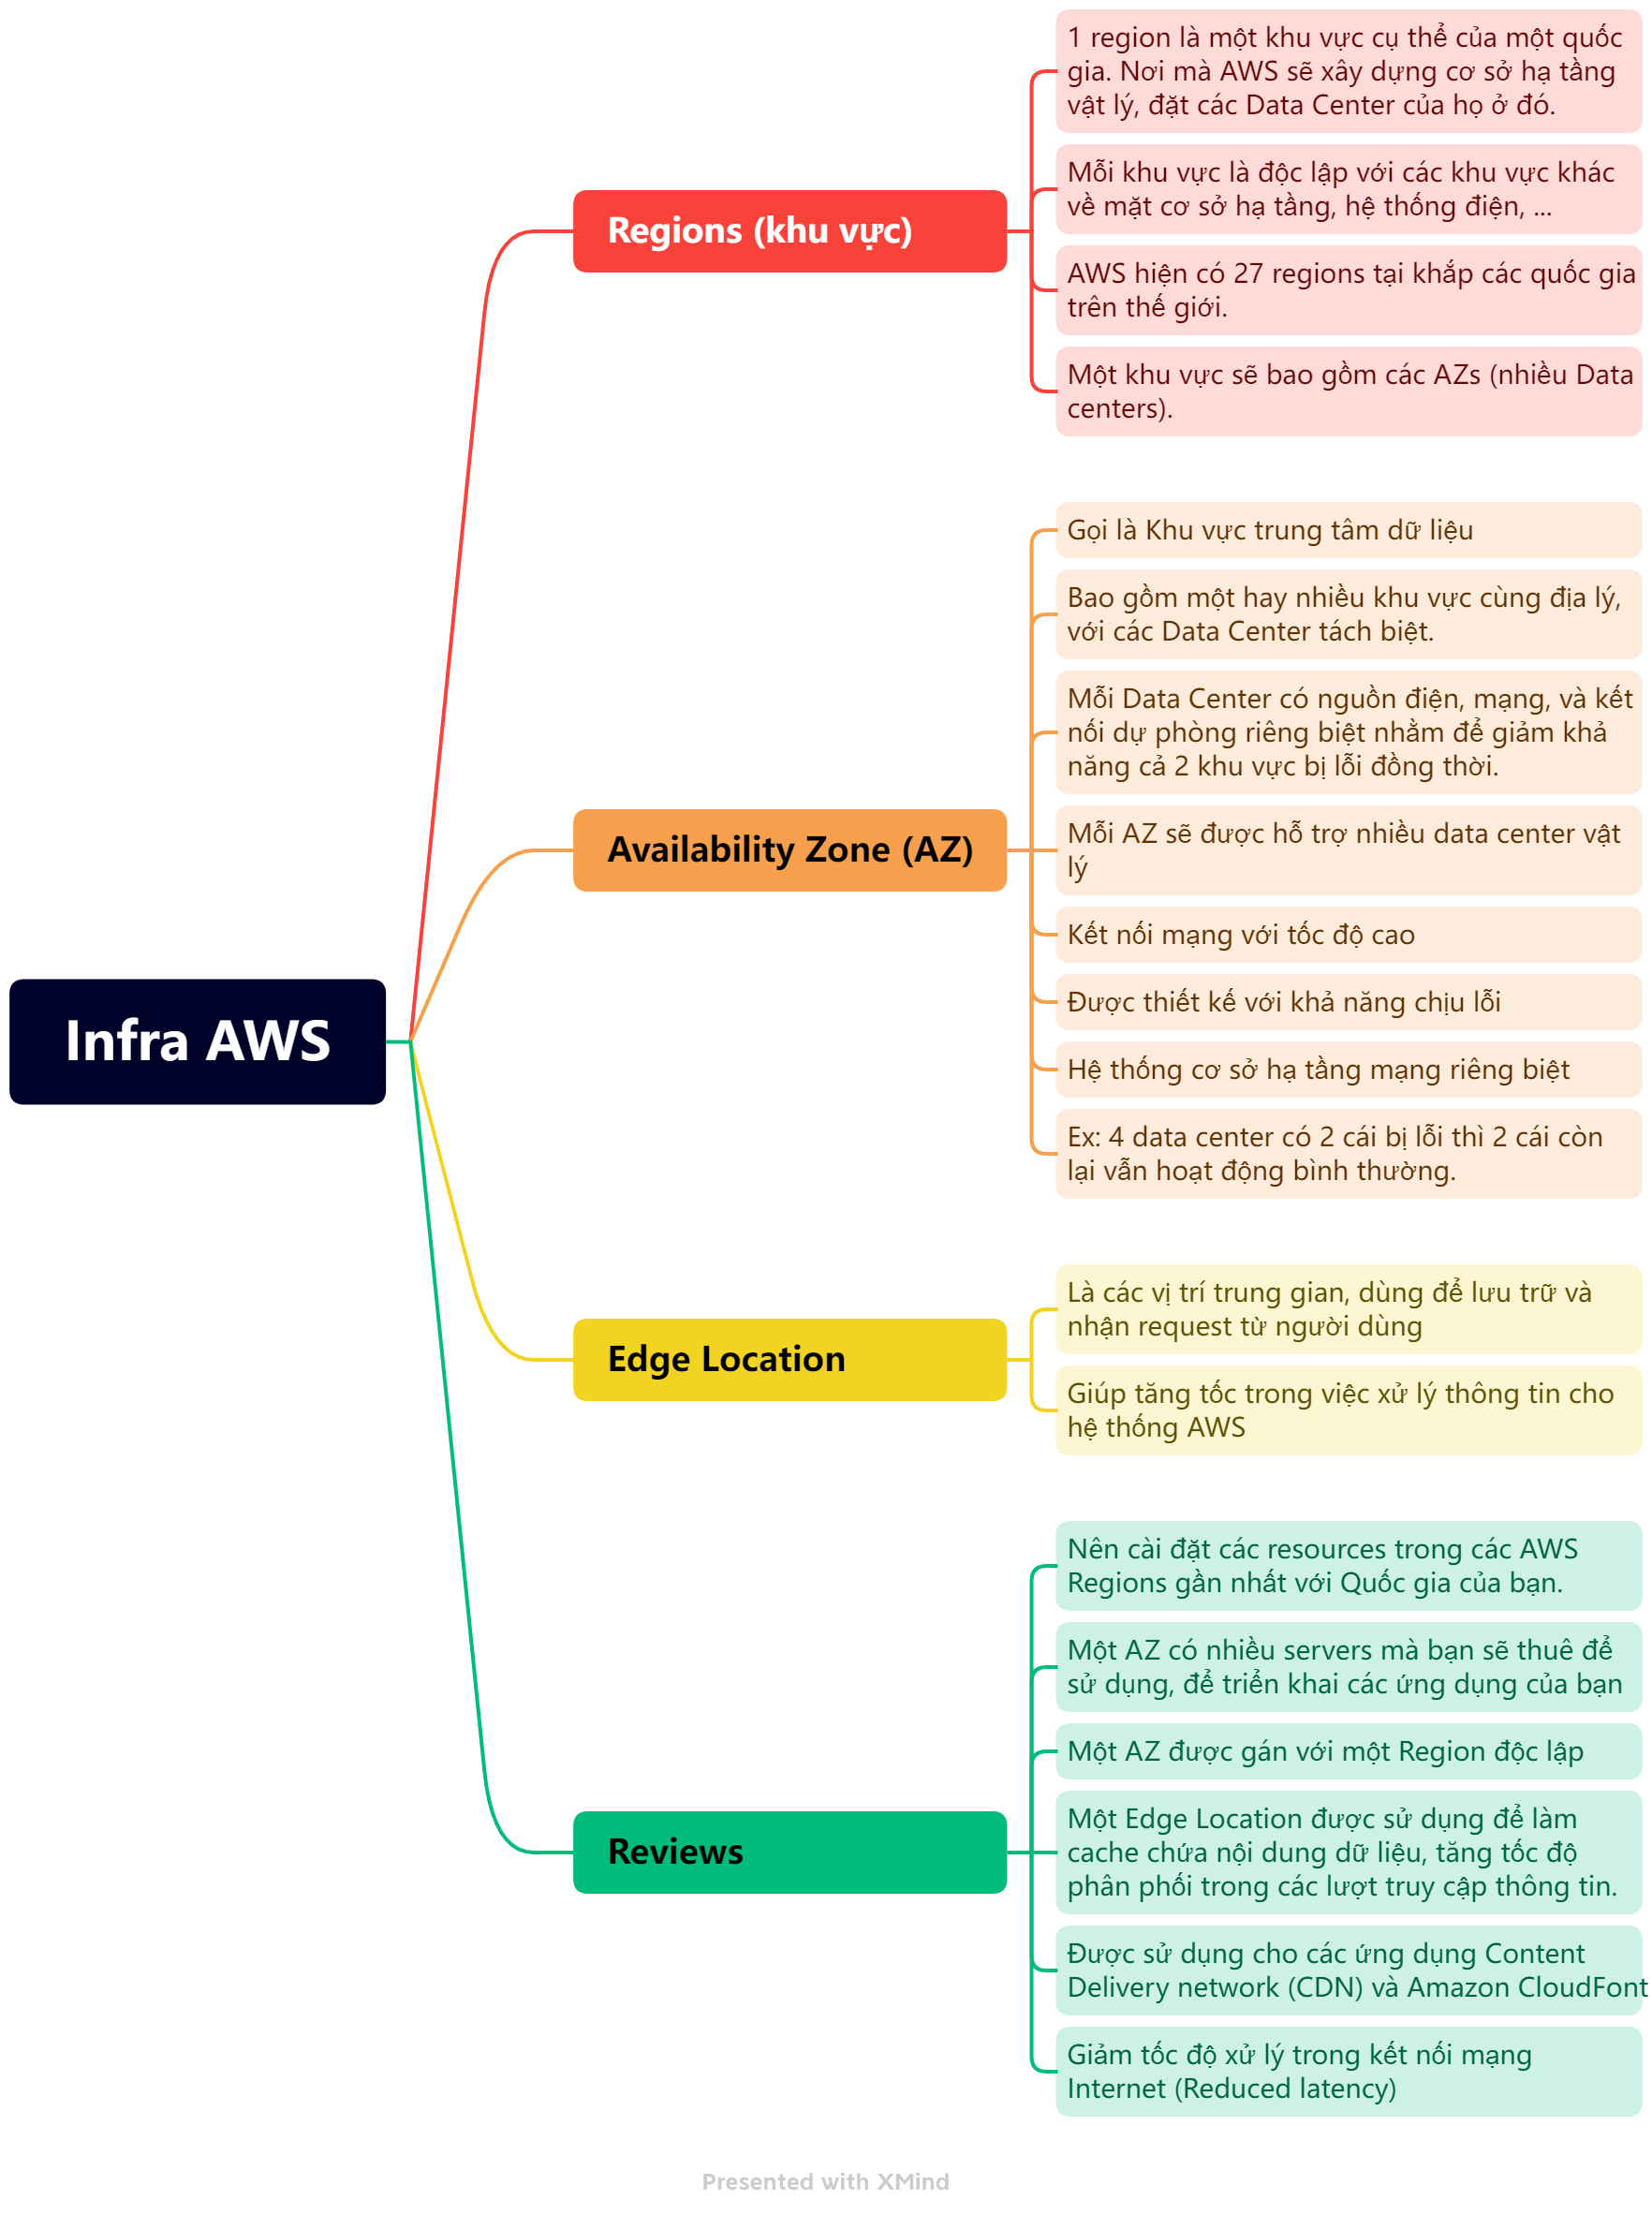 1 region là một khu vực cụ thể của một quốc
gia. Nơi mà AWS sẽ xây dựng cơ sở hạ tầng
vật lý, đặt các Data Center của họ ở đó.
Mỗi khu vực là độc lập với các khu vực khác
về mặt cơ sở hạ tầng, hệ thống điện, ...
Regions (khu vực)
AWS hiện có 27 regions tại khắp các quốc gia
trên thế giới.
Một khu vực sẽ bao gồm các AZs (nhiều Data
centers).
Gọi là Khu vực trung tâm dữ liệu
Bao gồm một hay nhiều khu vực cùng địa lý,
với các Data Center tách biệt.
Mỗi Data Center có nguồn điện, mạng, và kết
nối dự phòng riêng biệt nhằm để giảm khả
năng cả 2 khu vực bị lỗi đồng thời.
Availability Zone (AZ)
Mỗi AZ sẽ được hỗ trợ nhiều data center vật
lý
Kết nối mạng với tốc độ cao
Được thiết kế với khả năng chịu lỗi
Hệ thống cơ sở hạ tầng mạng riêng biệt
Ex: 4 data center có 2 cái bị lỗi thì 2 cái còn
lại vẫn hoạt động bình thường.
Infra AWS
Là các vị trí trung gian, dùng để lưu trữ và
nhận request từ người dùng
Edge Location
Giúp tăng tốc trong việc xử lý thông tin cho
hệ thống AWS
Nên cài đặt các resources trong các AWS
Regions gần nhất với Quốc gia của bạn.
Một AZ có nhiều servers mà bạn sẽ thuê để
sử dụng, để triển khai các ứng dụng của bạn
Một AZ được gán với một Region độc lập
Reviews
Một Edge Location được sử dụng để làm
cache chứa nội dung dữ liệu, tăng tốc độ
phân phối trong các lượt truy cập thông tin.
Được sử dụng cho các ứng dụng Content
Delivery network (CDN) và Amazon CloudFont
Giảm tốc độ xử lý trong kết nối mạng
Internet (Reduced latency)
Presented with XMind